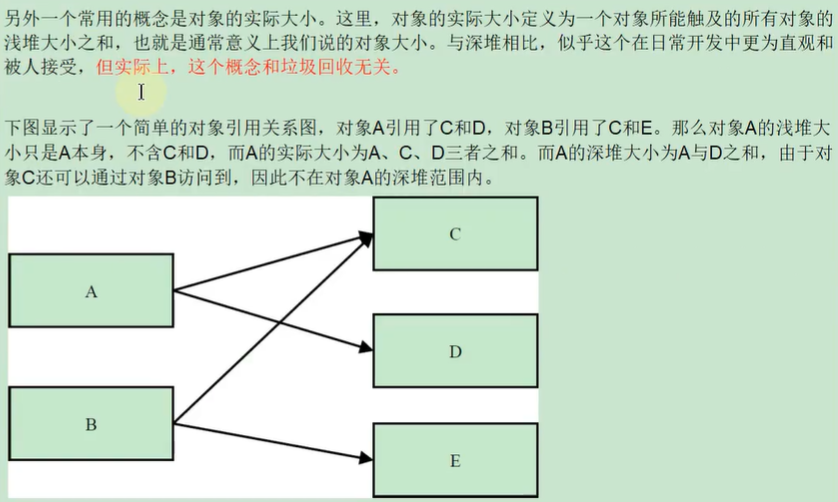 另外一个常用的概念是对象的实际大小。这里，对象的实际大小定义为一个对象所能触及的所有对象的
浅堆大小之和，也就是通常意义上我们说的对象大小。与深堆相比，似乎这个在日常开发中更为直观和
被人接受，但实际上，这个概念和垃圾回收无关。
下图显示了一个简单的对象引用关系图，对象A引用了C和D，对象B引用了C和E。那么对象A的浅堆大
小只是A本身，不含C和D，而A的实际大小为A、C、D三者之和。而A的深堆大小为A与D之和，由于对
象C还可以通过对象B访问到，因此不在对象A的深堆范围内。
C
A
D
B
E